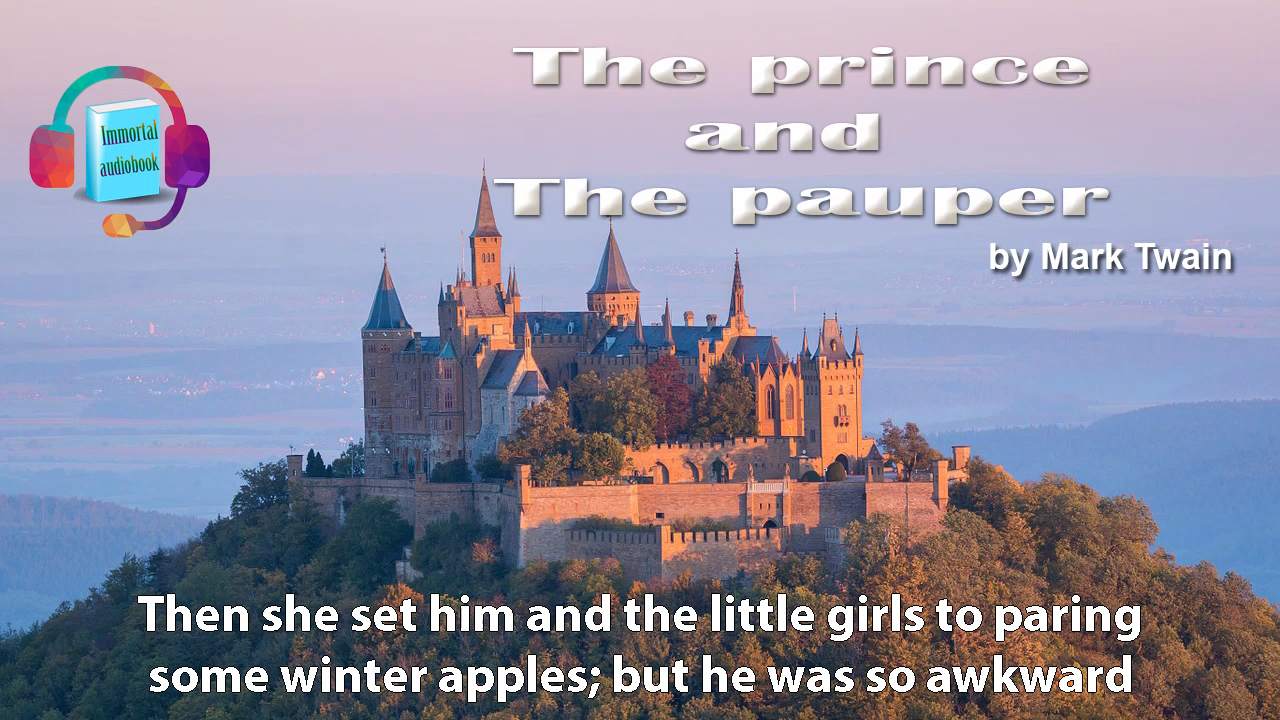 Immortal
audiobook
The prince
and
The pauper
by Mark Twain
Then she set him and the little girls to paring
some winter apples; but he was so awkward